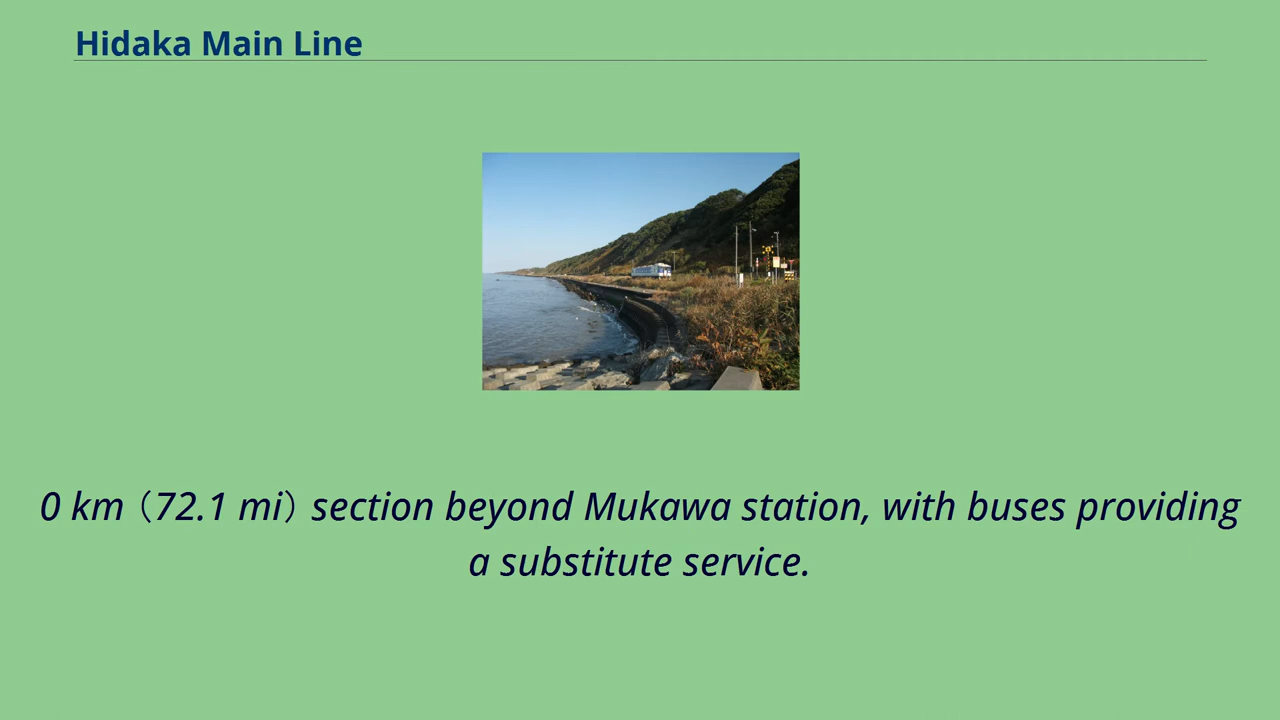 Hidaka Main Line
0 km (72.1 mi) section beyond Mukawa station, with buses providing
a substitute service.